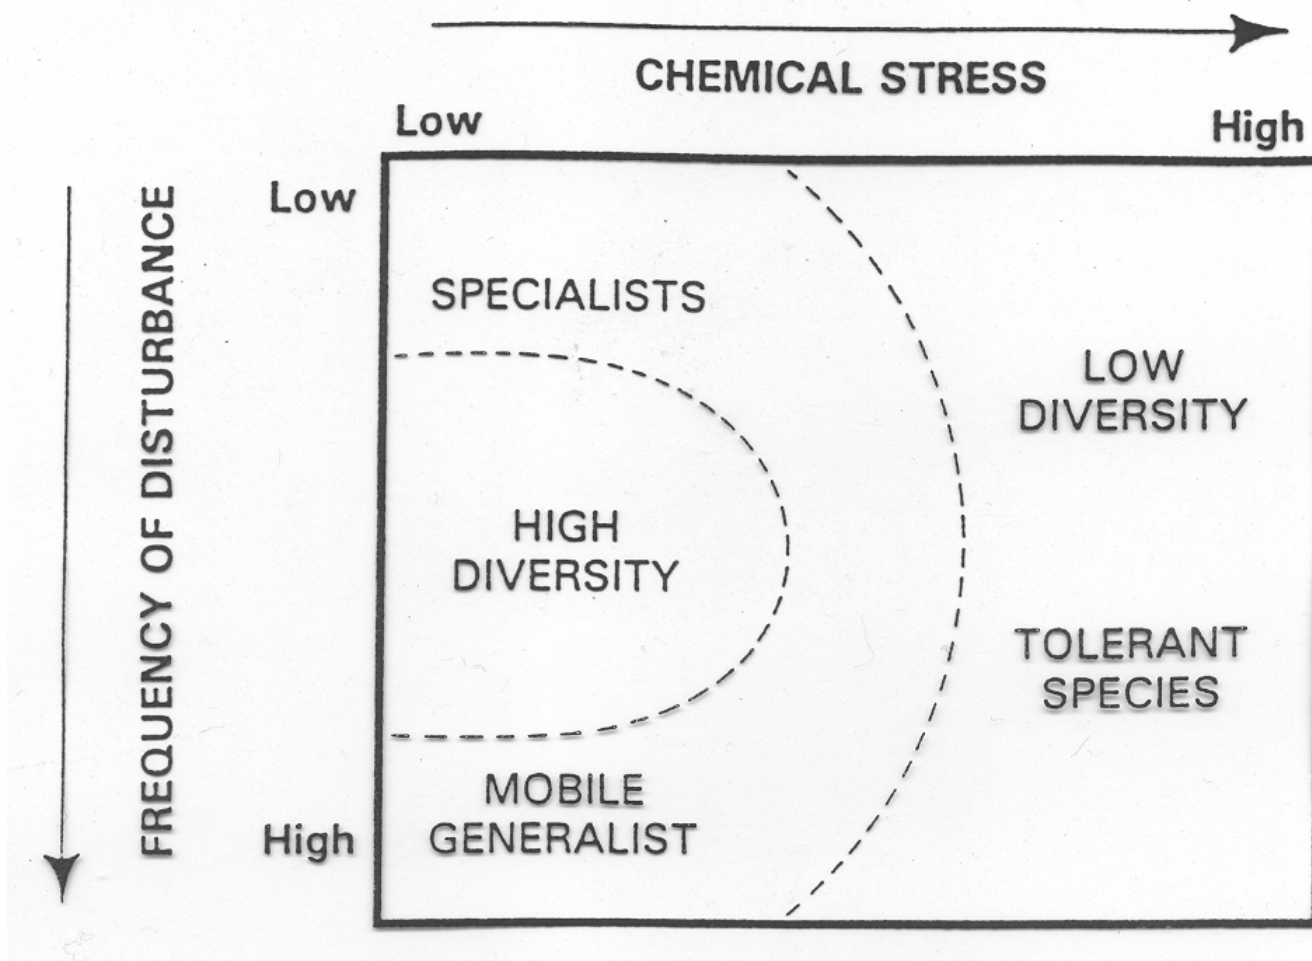 CHEMICAL STRESS
Low
High
FREQUENCY OF DISTURBANCE
Low
High
SPECIALISTS
HIGH
DIVERSITY
MOBILE
GENERALIST
LOW
DIVERSITY
TOLERANT
SPECIES